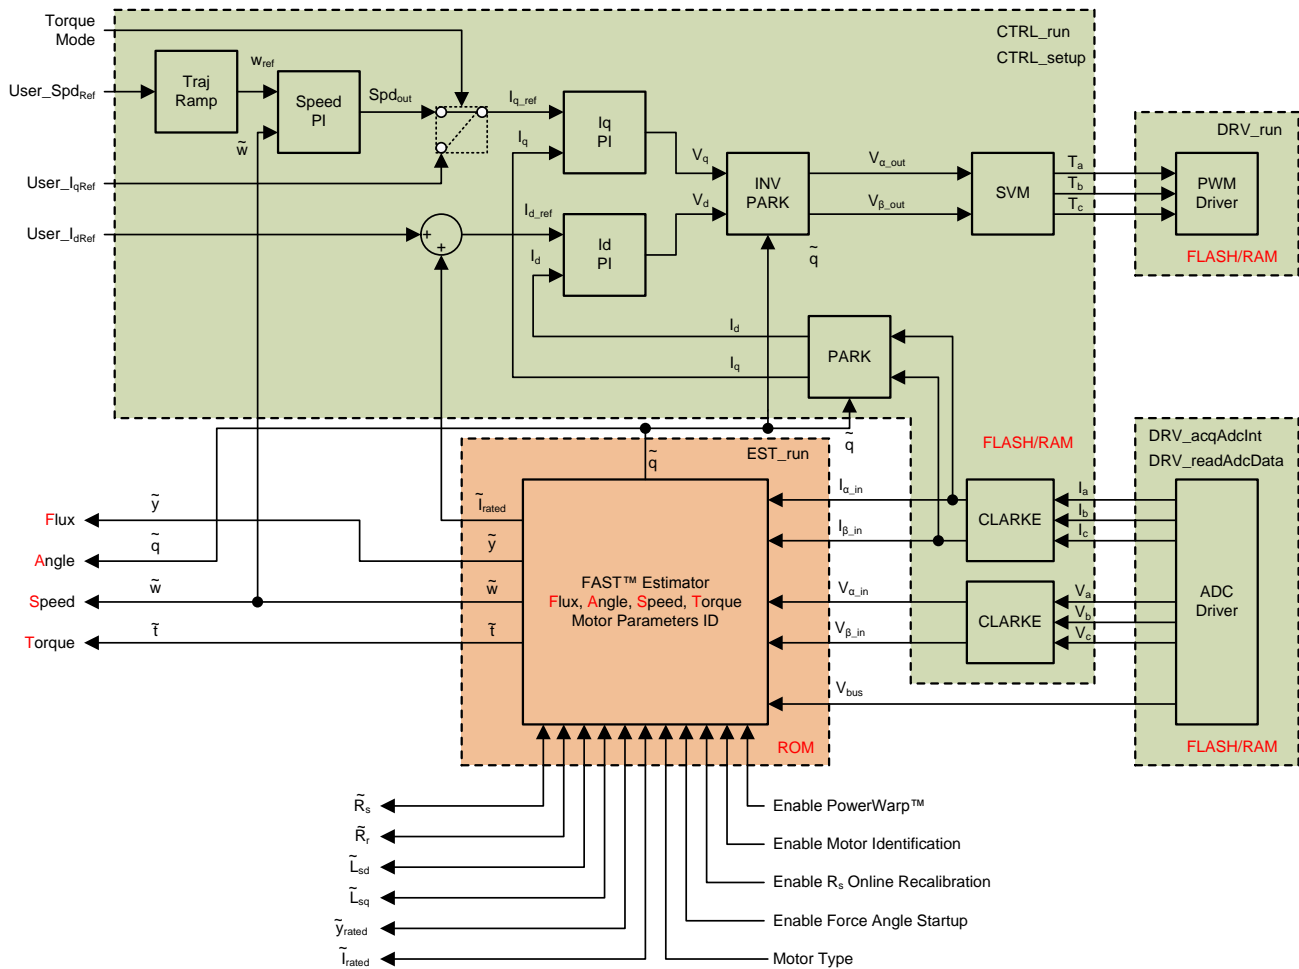 Torque
Mode
CTRL_run
CTRL_setup
User_SpdRef
Traj
Ramp
wref
Speed
PI
w̃
Spdout
Iq_ref
Iq
Iq
PI
User_IqRef
User_IdRef
+
+
Id_ref
Id
Id
PI
Vq
Vd
INV
PARK
Vα_out
Vβ_out
q̃
SVM
Ta
Tb
Tc
DRV_run
PWM
Driver
FLASH/RAM
Id
Iq
PARK
q̃
FLASH/RAM
EST_run
q̃
Ĩrated
ỹ
w̃
t̃
FAST™ Estimator
Flux, Angle, Speed, Torque
Motor Parameters ID
ROM
Iα_in
Iβ_in
Vα_in
Vβ_in
Vbus
CLARKE
CLARKE
Ia
Ib
Ic
Va
Vb
Vc
DRV_acqAdcInt
DRV_readAdcData
ADC
Driver
FLASH/RAM
Flux
ỹ
Angle
q̃
Speed
w̃
Torque
t̃
R̃s
R̃r
L̃sd
L̃sq
ỹrated
Ĩrated
Enable PowerWarp™
Enable Motor Identification
Enable Rs Online Recalibration
Enable Force Angle Startup
Motor Type